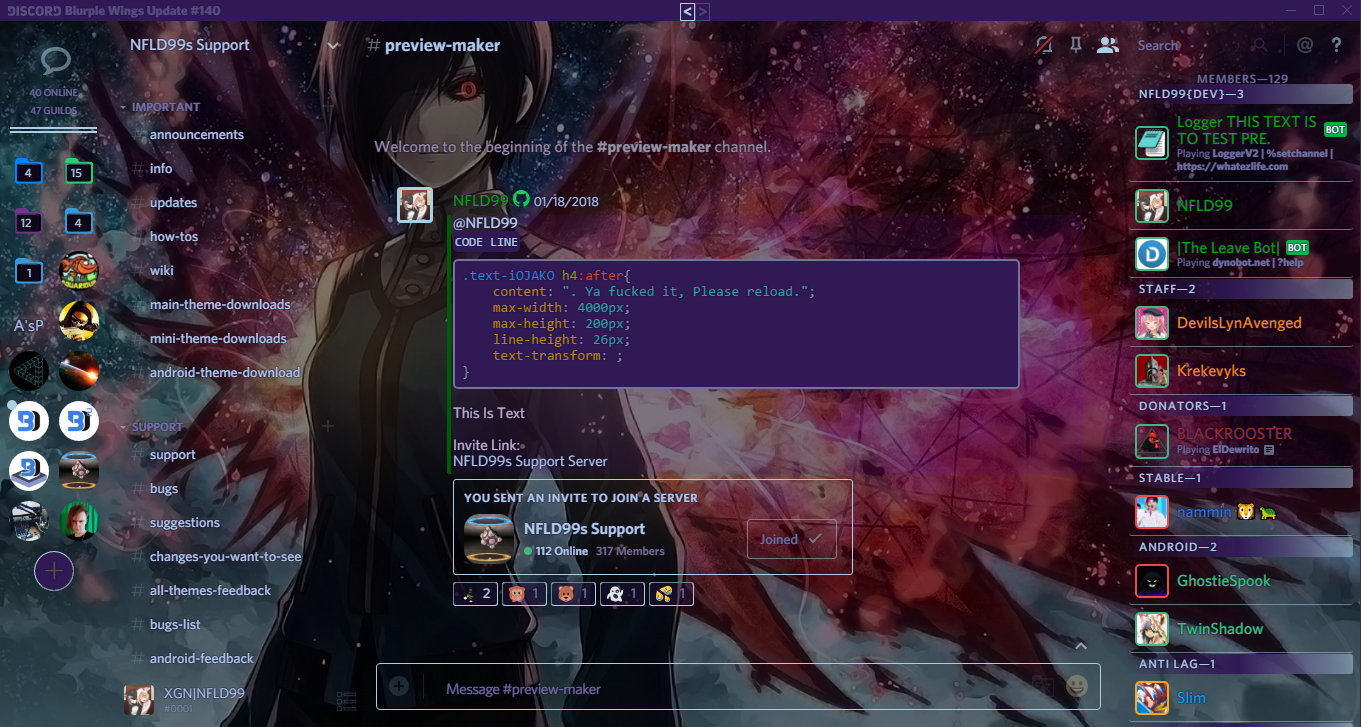 DISCORD Blurple Wings Update #140
< >
NFLD99s Support
# preview-maker
Search
@ ?
40 ONLINE
47 GUILDS
4
15
12
4
1
A'sP
IMPORTANT
# announcements
# info
# updates
# how-tos
# wiki
# main-theme-downloads
# mini-theme-downloads
# android-theme-download
SUPPORT
# support
# bugs
# suggestions
# changes-you-want-to-see
# all-themes-feedback
# bugs-list
# android-feedback
XGN|NFLD99
#0001
Welcome to the beginning of the #preview-maker channel.
NFLD99 01/18/2018
@NFLD99
CODE LINE
.text-iOJAKO h4:after{
content: ". Ya fucked it, Please reload.";
max-width: 4000px;
max-height: 200px;
line-height: 26px;
text-transform: ;
}
This Is Text
Invite Link:
NFLD99s Support Server
YOU SENT AN INVITE TO JOIN A SERVER
NFLD99s Support
112 Online 317 Members
Joined
2 1 1 1 1
Message #preview-maker
MEMBERS—129
NFLD99{DEV}—3
Logger THIS TEXT IS
TO TEST PRE. BOT
Playing LoggerV2 | %setchannel |
https://whatezlife.com
NFLD99
|The Leave Bot| BOT
Playing dynobot.net | ?help
STAFF—2
DevilsLynAvenged
Krekevyks
DONATORS—1
BLACKROOSTER
Playing ElDewrito
STABLE—1
nammin
ANDROID—2
GhostieSpook
TwinShadow
ANTI LAG—1
Slim